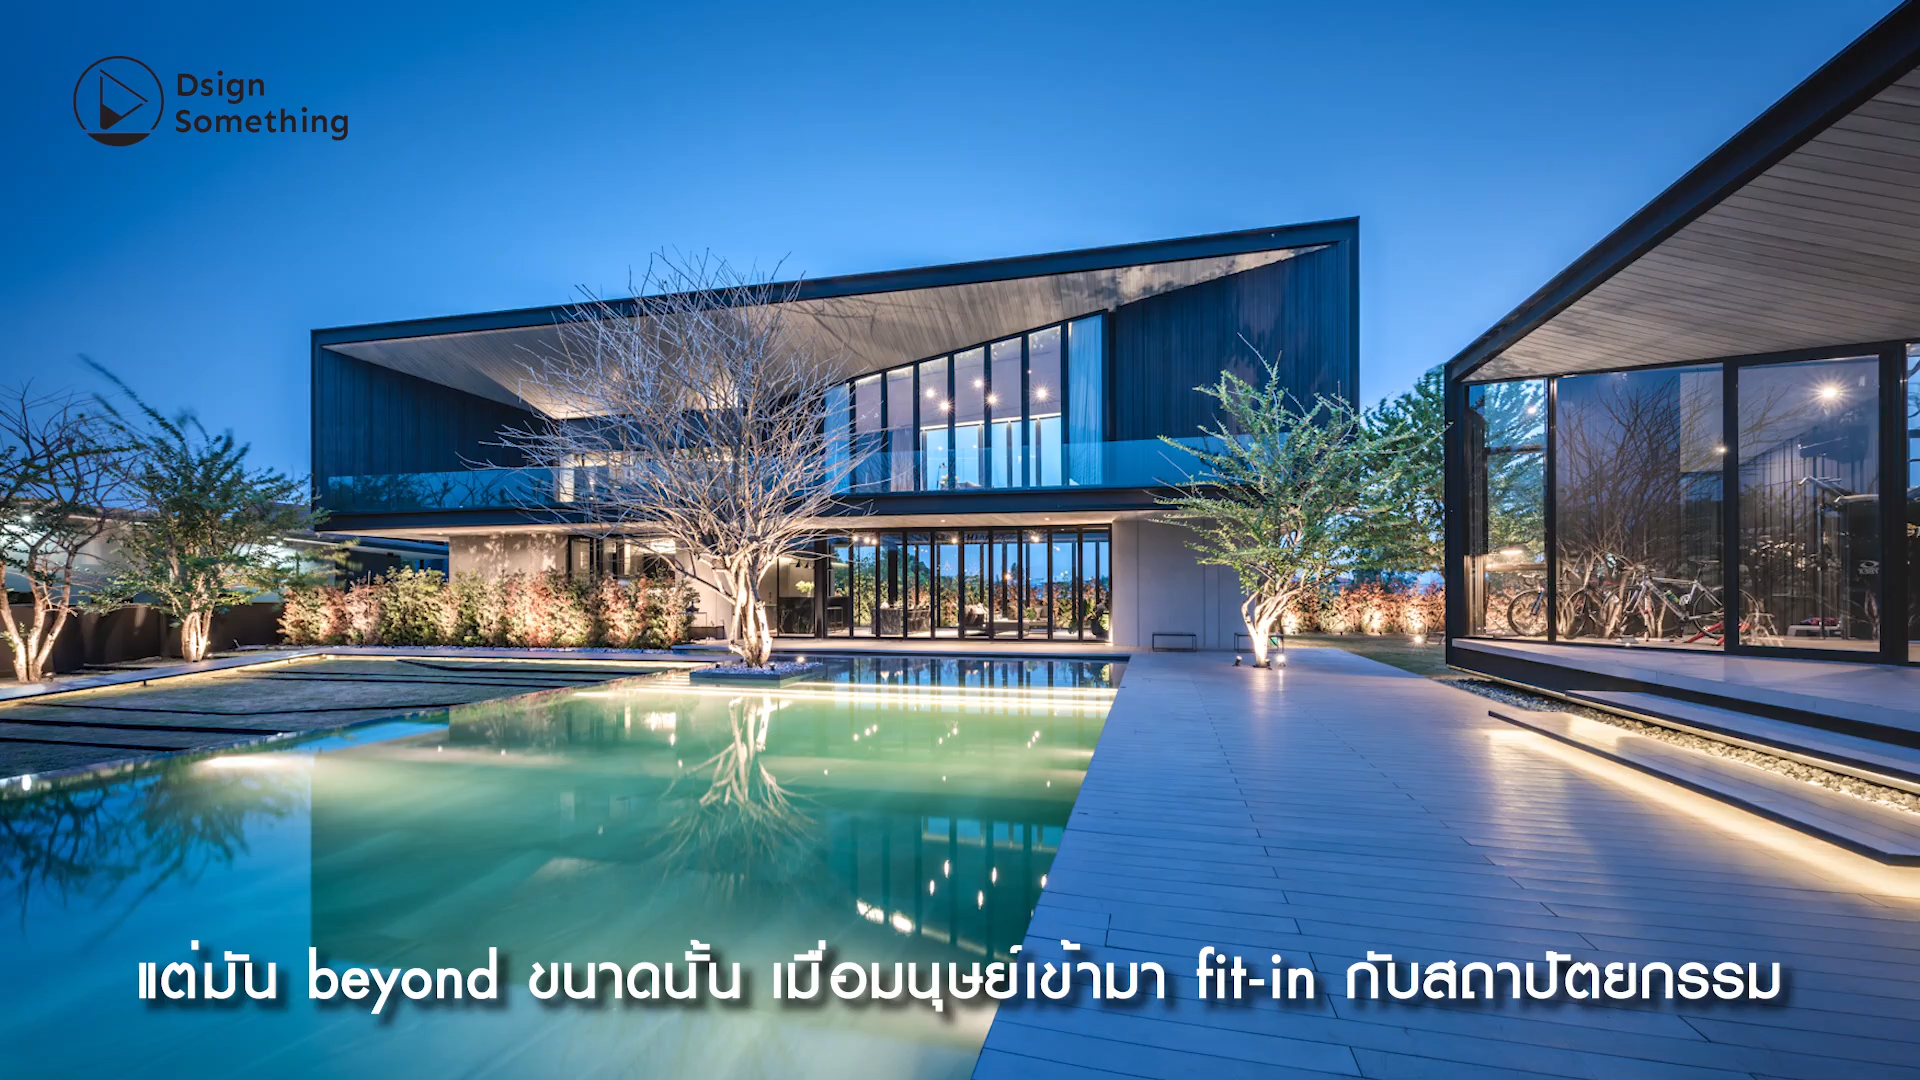 Dsign
Something
แต่มัน beyond ขนาดนั้น เมื่อมนุษย์เข้ามา fit-in กับสถาปัตยกรรม